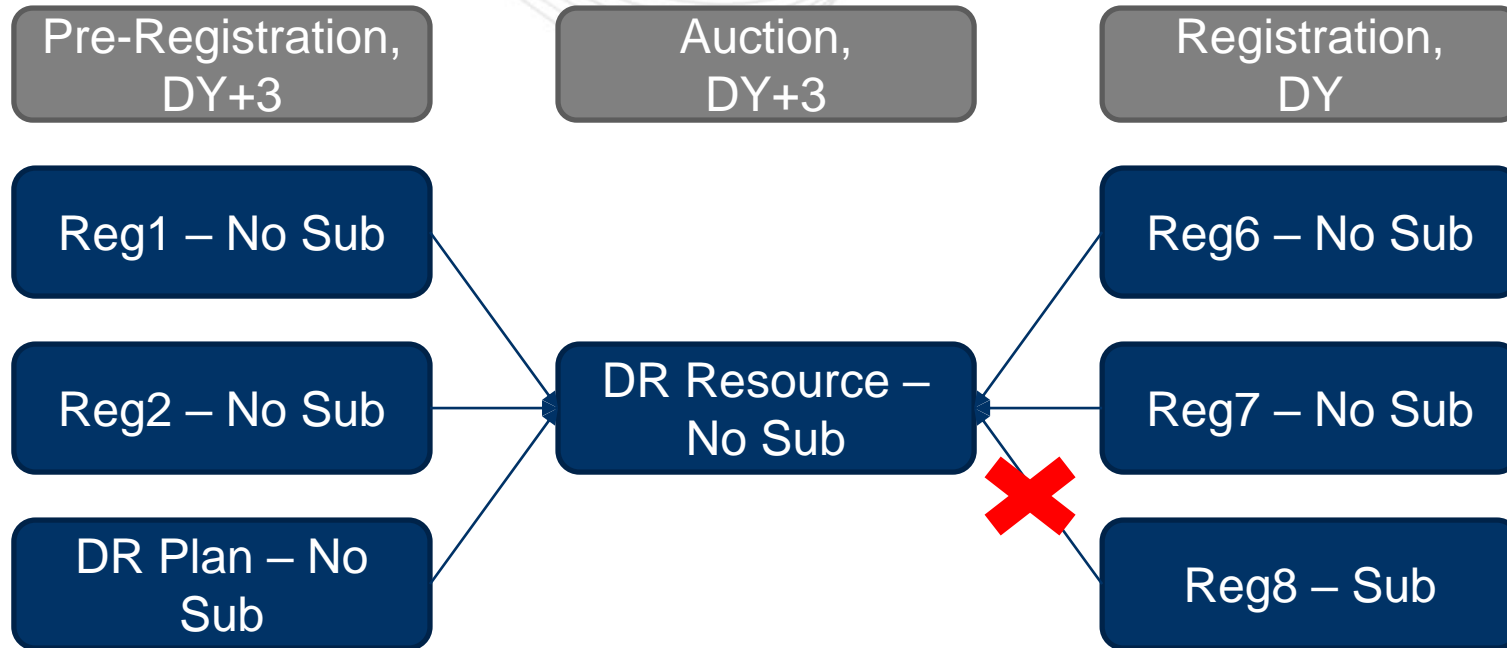 Pre-Registration,
DY+3
Auction,
DY+3
Registration,
DY
Reg1 – No Sub
Reg6 – No Sub
Reg2 – No Sub
DR Resource –
No Sub
Reg7 – No Sub
DR Plan – No
Sub
Reg8 – Sub